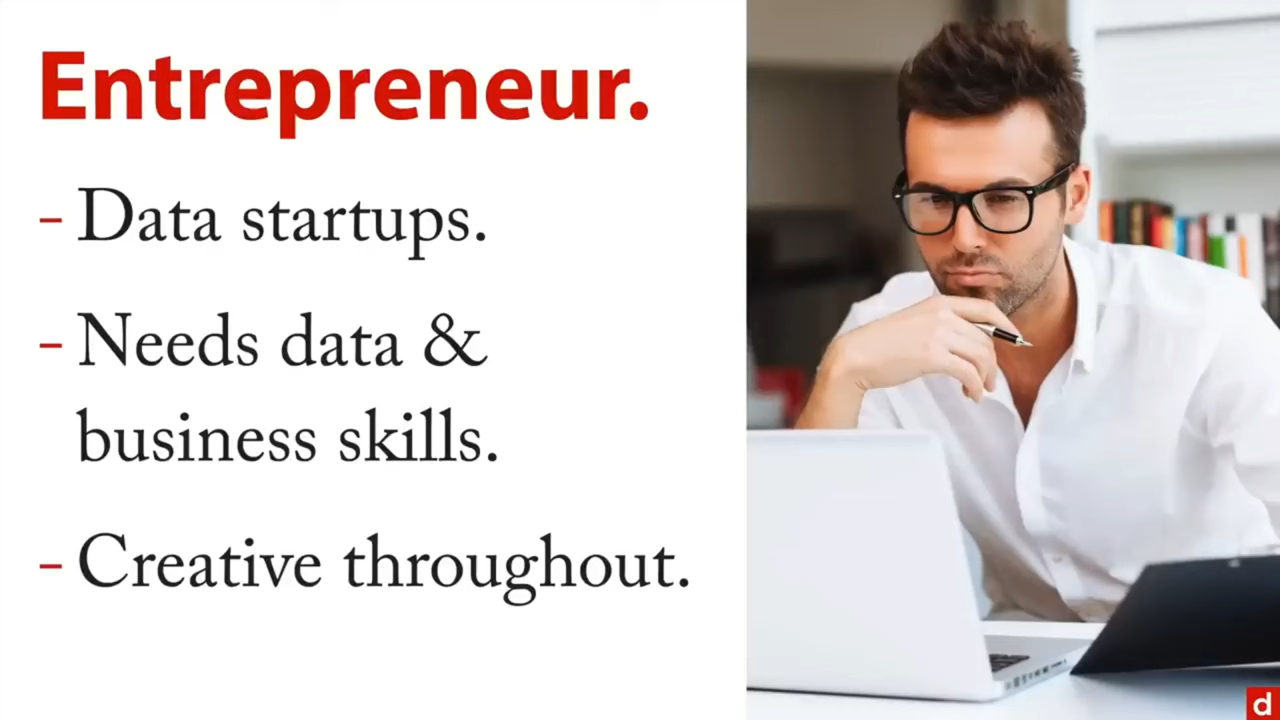 Entrepreneur.
– Data startups.
– Needs data &
business skills.
– Creative throughout.
d